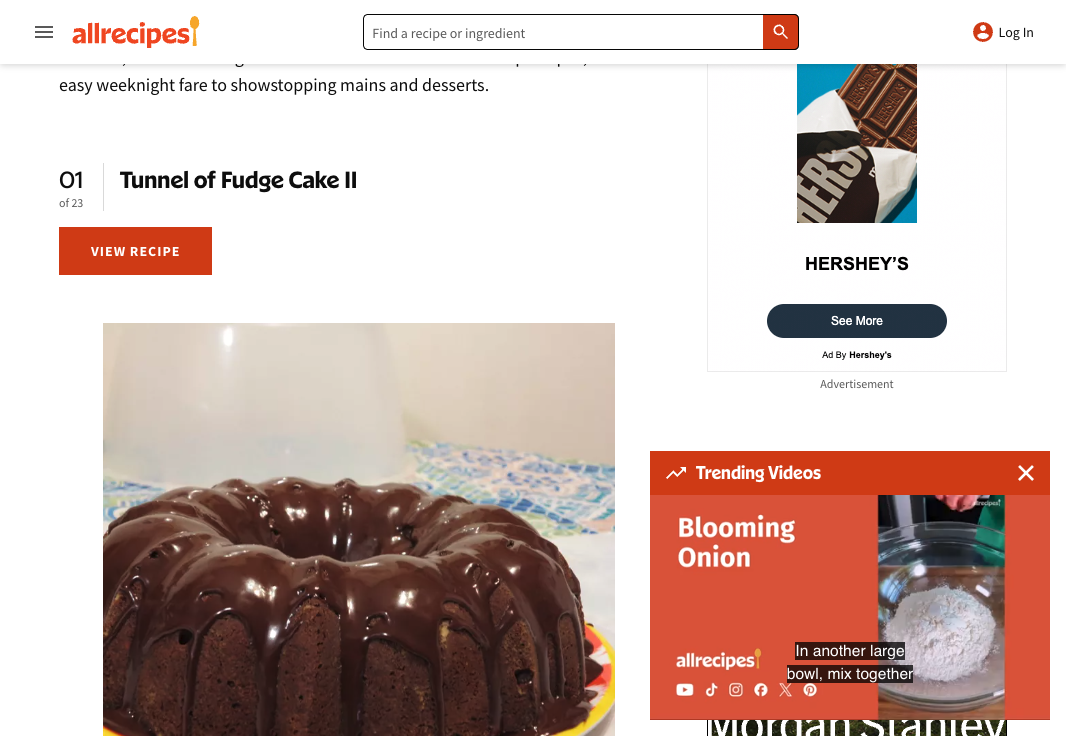 allrecipes
Find a recipe or ingredient
Log In
easy weeknight fare to showstopping mains and desserts.
01
of 23
Tunnel of Fudge Cake II
VIEW RECIPE
HERSHEY'S
See More
Ad By Hershey's
Advertisement
Trending Videos
allrecipes
Blooming
Onion
allrecipes
In another large
bowl, mix together
Morgan Stanley